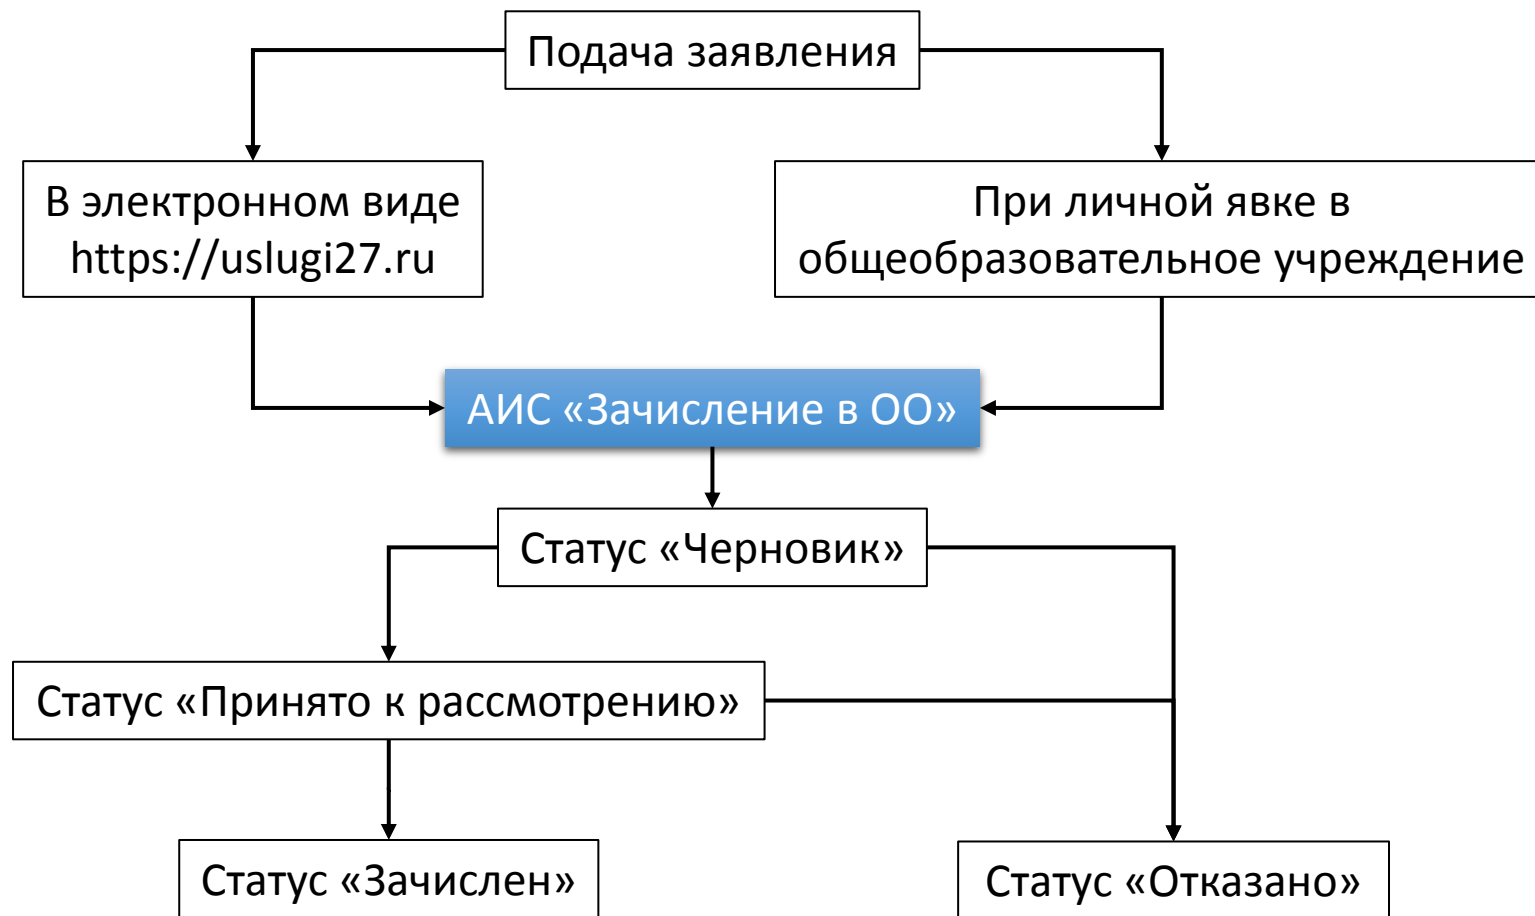 Подача заявления
В электронном виде
https://uslugi27.ru
При личной явке в
общеобразовательное учреждение
АИС «Зачисление в ОО»
Статус «Черновик»
Статус «Принято к рассмотрению»
Статус «Зачислен»
Статус «Отказано»